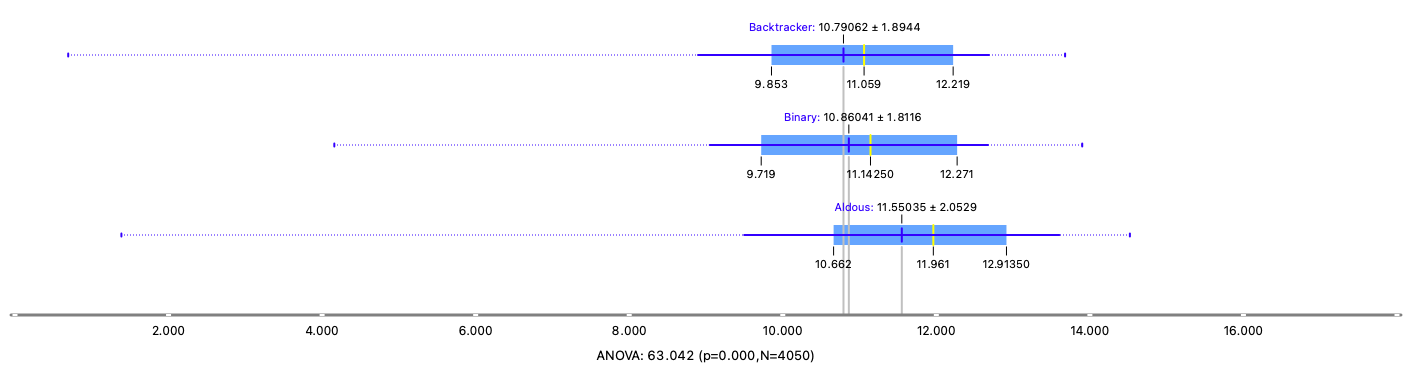 Backtracker: 10.79062 ± 1.8944
9.853 11.059 12.219
Binary: 10.86041 ± 1.8116
9.719 11.14250 12.271
Aldous: 11.55035 ± 2.0529
10.662 11.961 12.91350
2.000 4.000 6.000 8.000 10.000 12.000 14.000 16.000
ANOVA: 63.042 (p=0.000,N=4050)